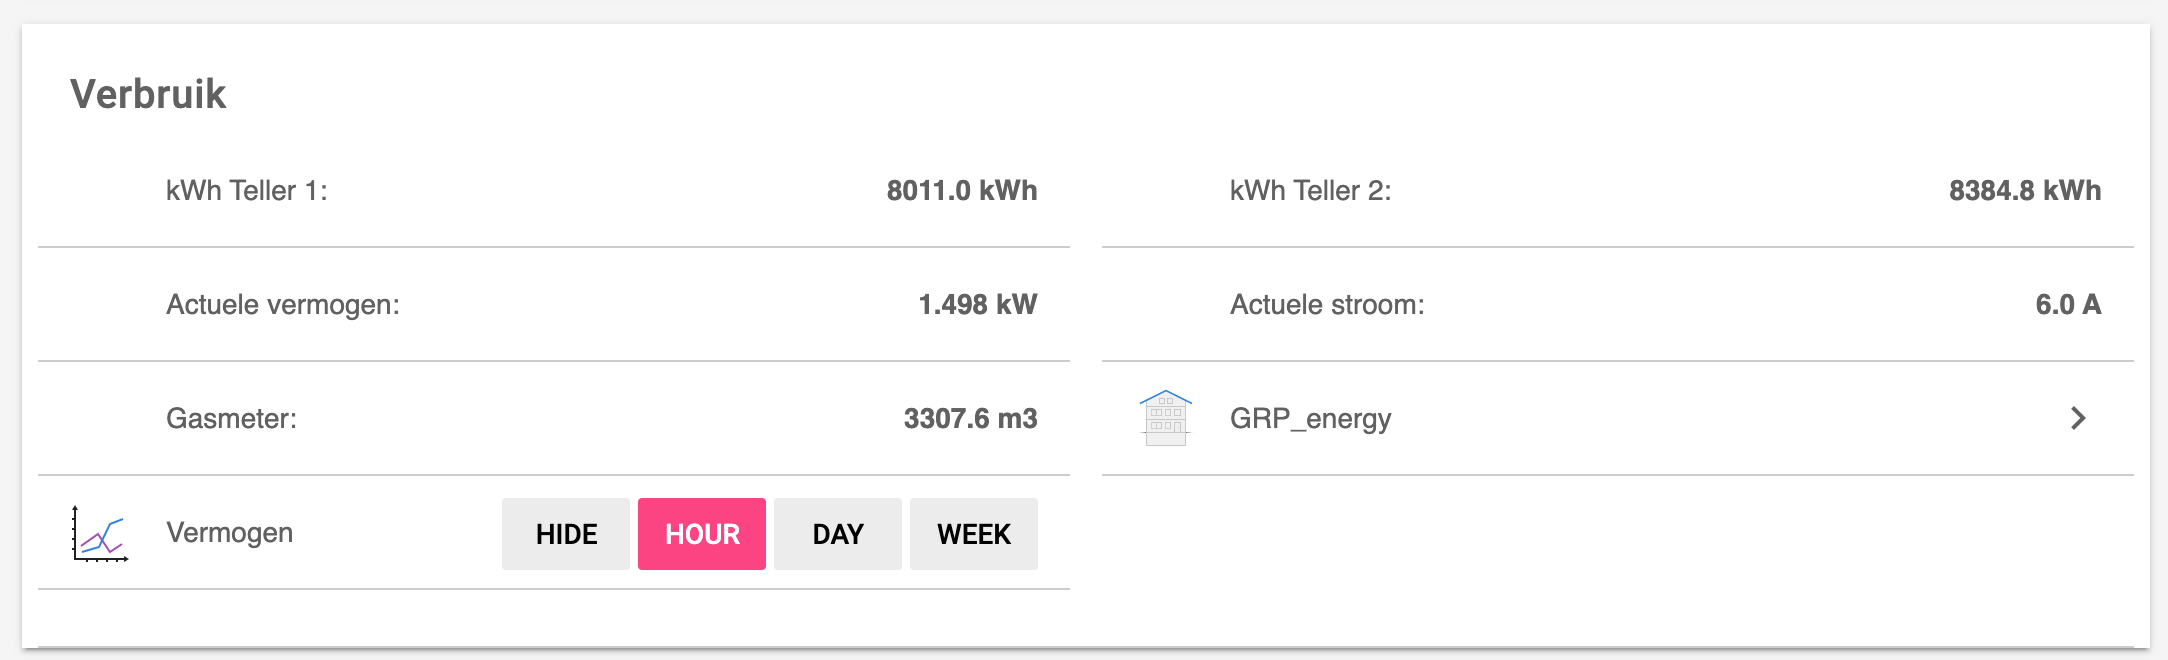 Verbruik
kWh Teller 1: 8011.0 kWh
kWh Teller 2: 8384.8 kWh
Actuele vermogen: 1.498 kW
Actuele stroom: 6.0 A
Gasmeter: 3307.6 m3
GRP_energy
Vermogen HIDE HOUR DAY WEEK